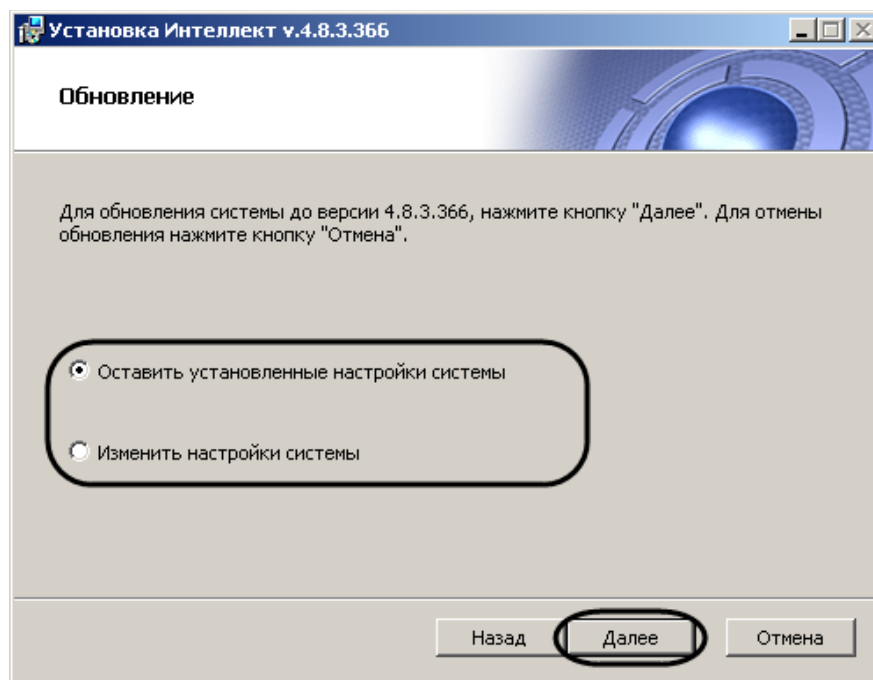 Установка Интеллект v.4.8.3.366
Обновление
Для обновления системы до версии 4.8.3.366, нажмите кнопку "Далее". Для отмены
обновления нажмите кнопку "Отмена".
Оставить установленные настройки системы
Изменить настройки системы
Назад
Далее
Отмена